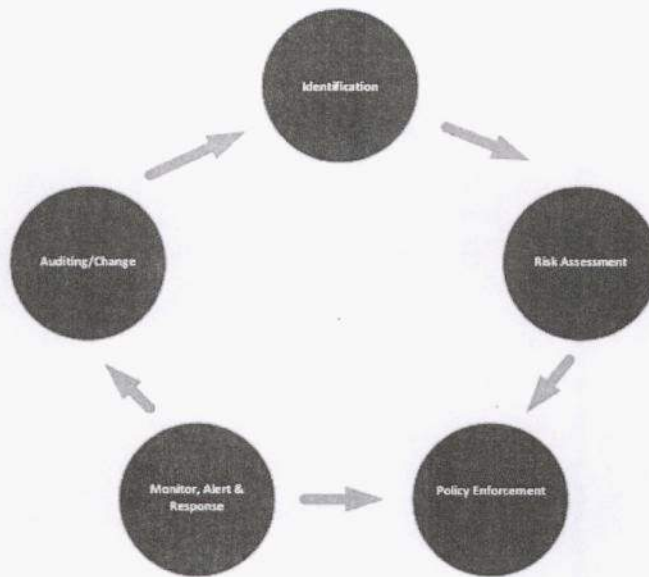 Identification
Risk Assessment
Policy Enforcement
Monitor, Alert &
Response
Auditing/Change